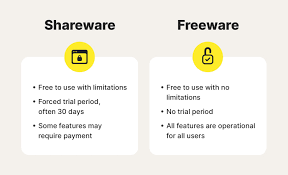 Shareware
• Free to use with limitations
• Forced trial period,
often 30 days
• Some features may
require payment
Freeware
• Free to use with no
limitations
• No trial period
• All features are operational
for all users